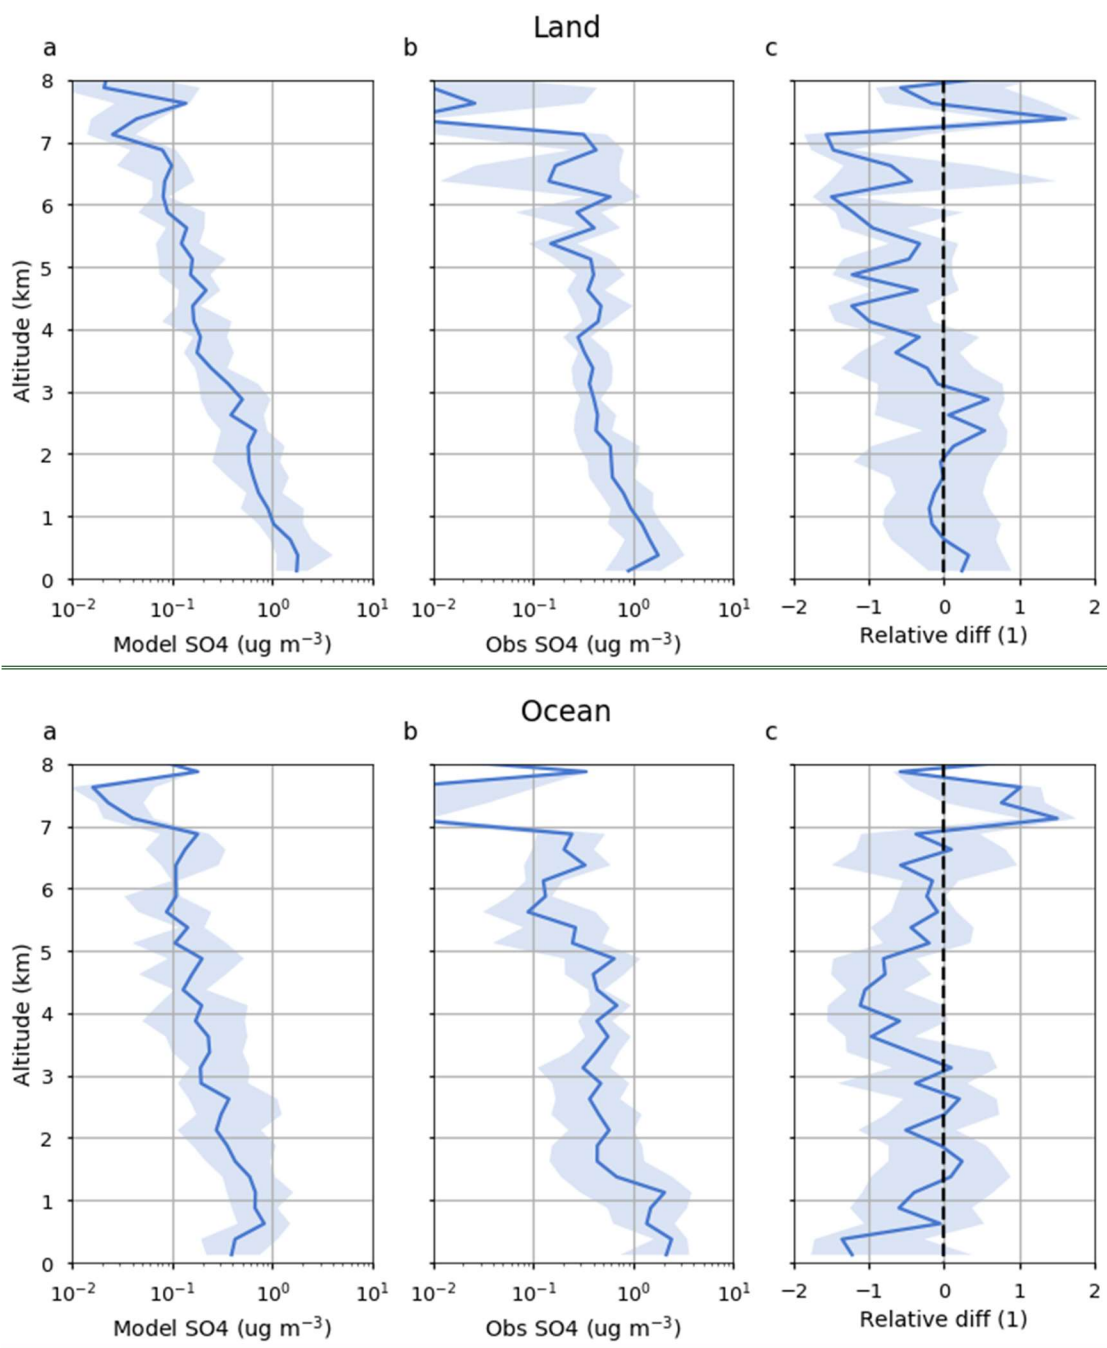 Land
a b c
8
7
6
5
4
3
2
1
0
Altitude (km)
10⁻² 10⁻¹ 10⁰ 10¹
Model SO4 (ug m⁻³)
10⁻² 10⁻¹ 10⁰ 10¹
Obs SO4 (ug m⁻³)
−2 −1 0 1 2
Relative diff (1)
Ocean
a b c
8
7
6
5
4
3
2
1
0
Altitude (km)
10⁻² 10⁻¹ 10⁰ 10¹
Model SO4 (ug m⁻³)
10⁻² 10⁻¹ 10⁰ 10¹
Obs SO4 (ug m⁻³)
−2 −1 0 1 2
Relative diff (1)